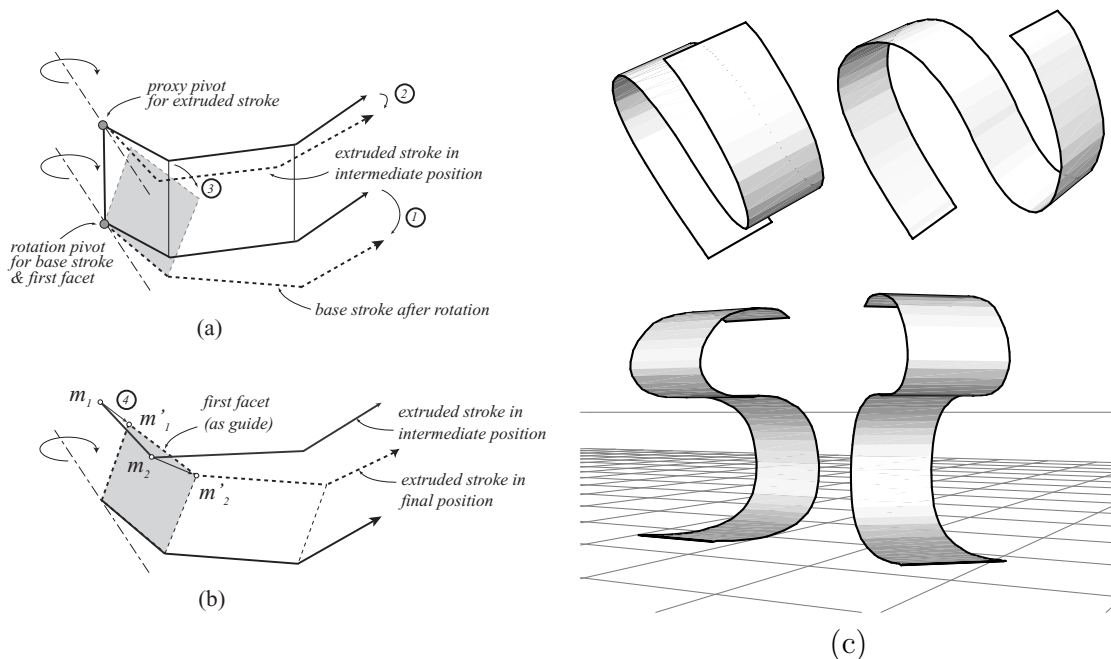 proxy pivot
for extruded stroke
2
extruded stroke in
intermediate position
3
1
rotation pivot
for base stroke
& first facet
base stroke after rotation
(a)
m1
4
m'1
first facet
(as guide)
extruded stroke in
intermediate position
m2
m'2
extruded stroke in
final position
(b)
(c)